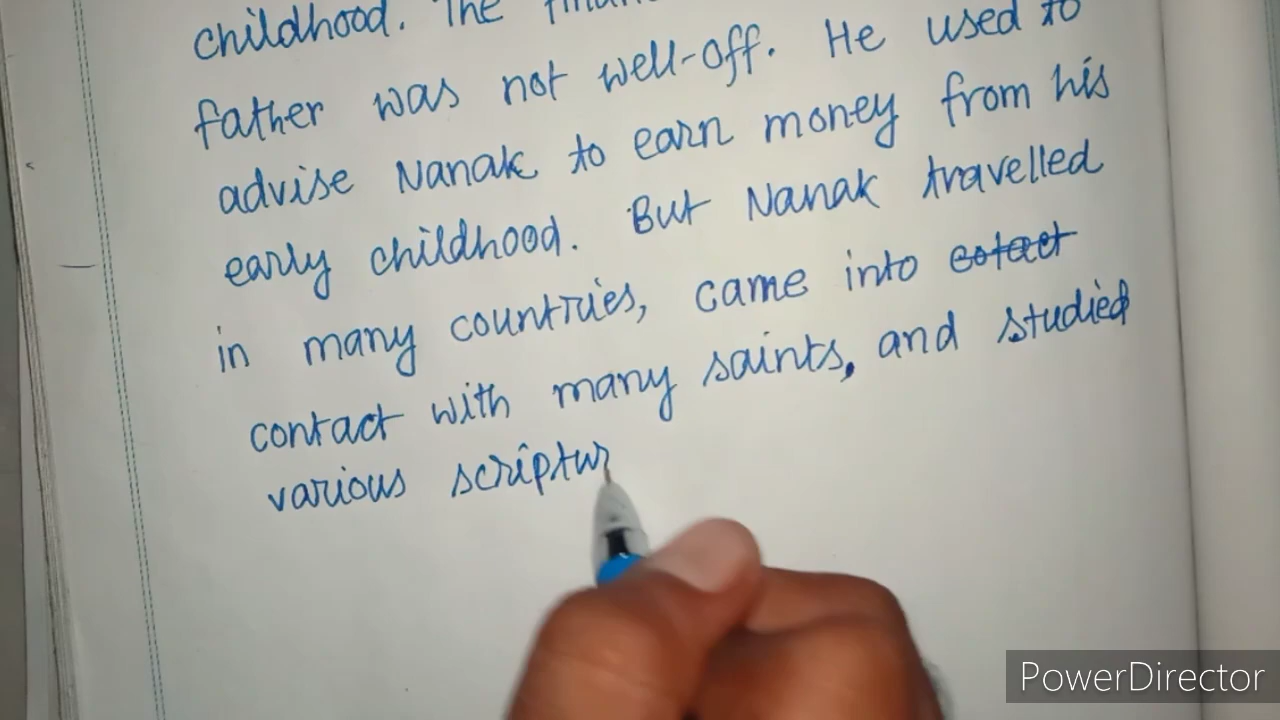 childhood. The
father was not well-off. He used to
advise Nanak to earn money from his
early childhood. But Nanak travelled
in many countries, came into
contact with many saints, and studied
various scriptur
PowerDirector